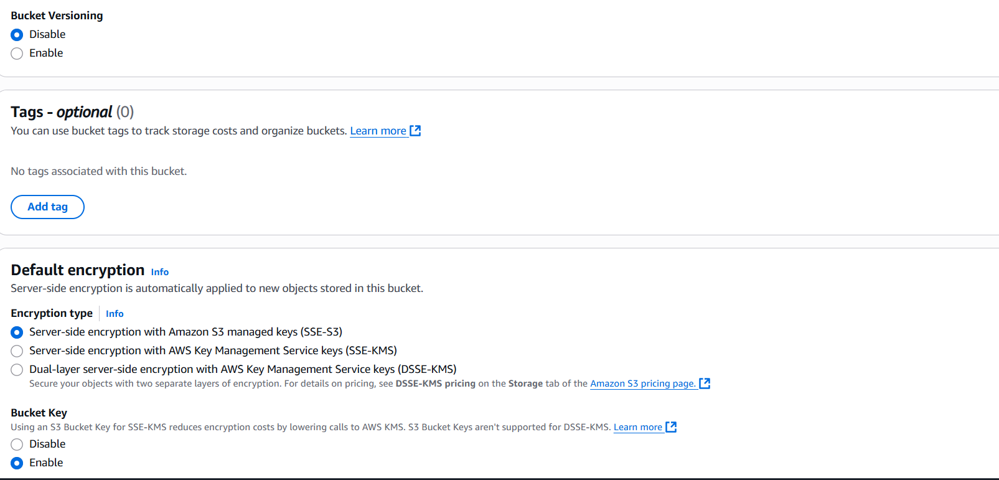 Bucket Versioning
Disable
Enable
Tags - optional (0)
You can use bucket tags to track storage costs and organize buckets. Learn more
No tags associated with this bucket.
Add tag
Default encryption Info
Server-side encryption is automatically applied to new objects stored in this bucket.
Encryption type Info
Server-side encryption with Amazon S3 managed keys (SSE-S3)
Server-side encryption with AWS Key Management Service keys (SSE-KMS)
Dual-layer server-side encryption with AWS Key Management Service keys (DSSE-KMS)
Secure your objects with two separate layers of encryption. For details on pricing, see DSSE-KMS pricing on the Storage tab of the Amazon S3 pricing page.
Bucket Key
Using an S3 Bucket Key for SSE-KMS reduces encryption costs by lowering calls to AWS KMS. S3 Bucket Keys aren't supported for DSSE-KMS. Learn more
Disable
Enable